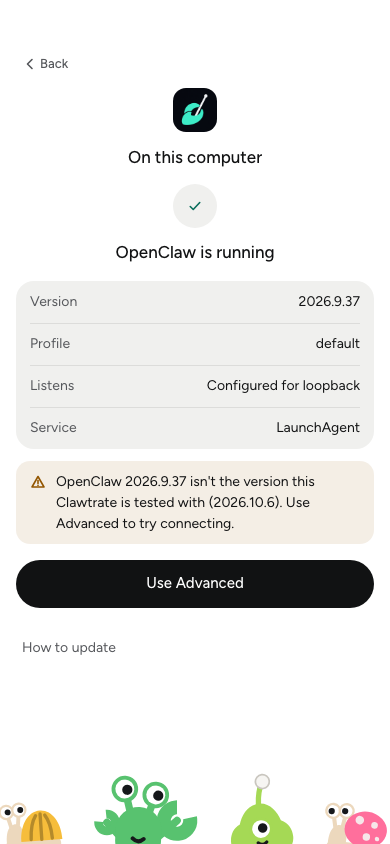 Back
On this computer
OpenClaw is running
Version 2026.9.37
Profile default
Listens Configured for loopback
Service LaunchAgent
OpenClaw 2026.9.37 isn't the version this
Clawtrate is tested with (2026.10.6). Use
Advanced to try connecting.
Use Advanced
How to update